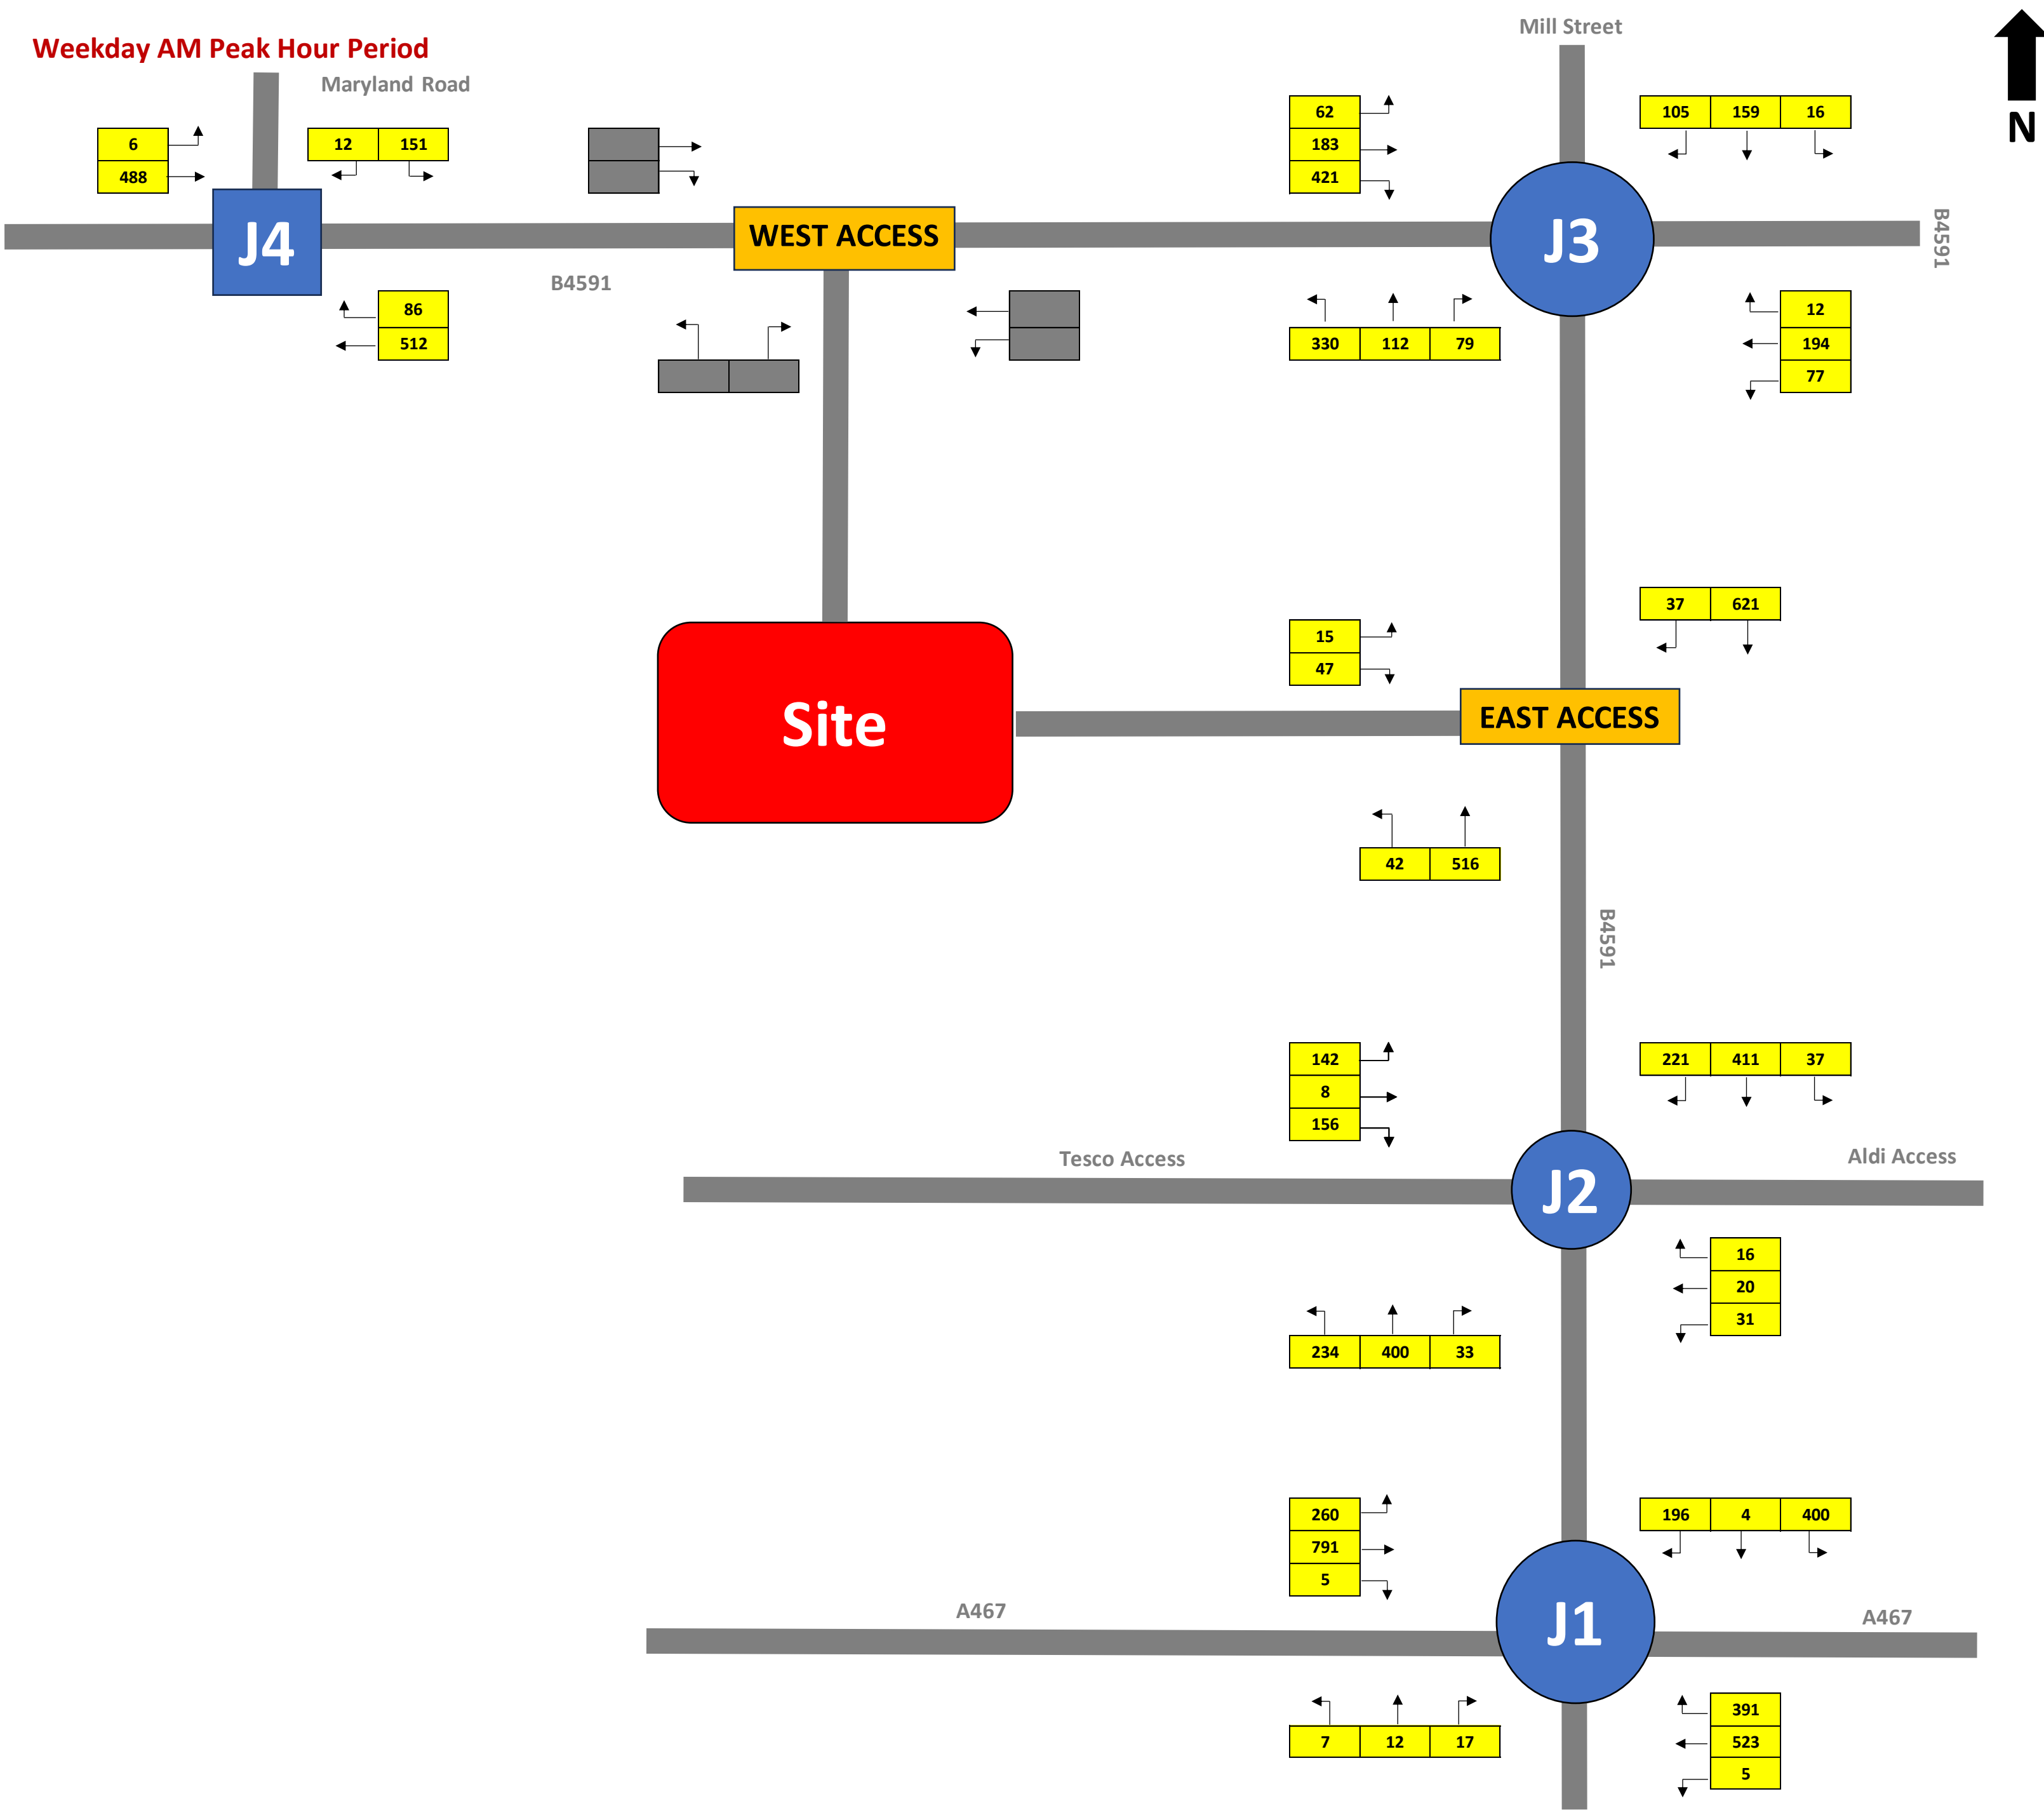 Mill Street
Weekday AM Peak Hour Period
Maryland Road
N
6
488
12 151
62
183
421
105 159 16
J4
WEST ACCESS
J3
B4591
B4591
86
512
330 112 79
12
194
77
37 621
15
47
Site
EAST ACCESS
42 516
B4591
142
8
156
221 411 37
Tesco Access
Aldi Access
J2
16
20
31
234 400 33
260
791
5
196 4 400
A467
A467
J1
7 12 17
391
523
5